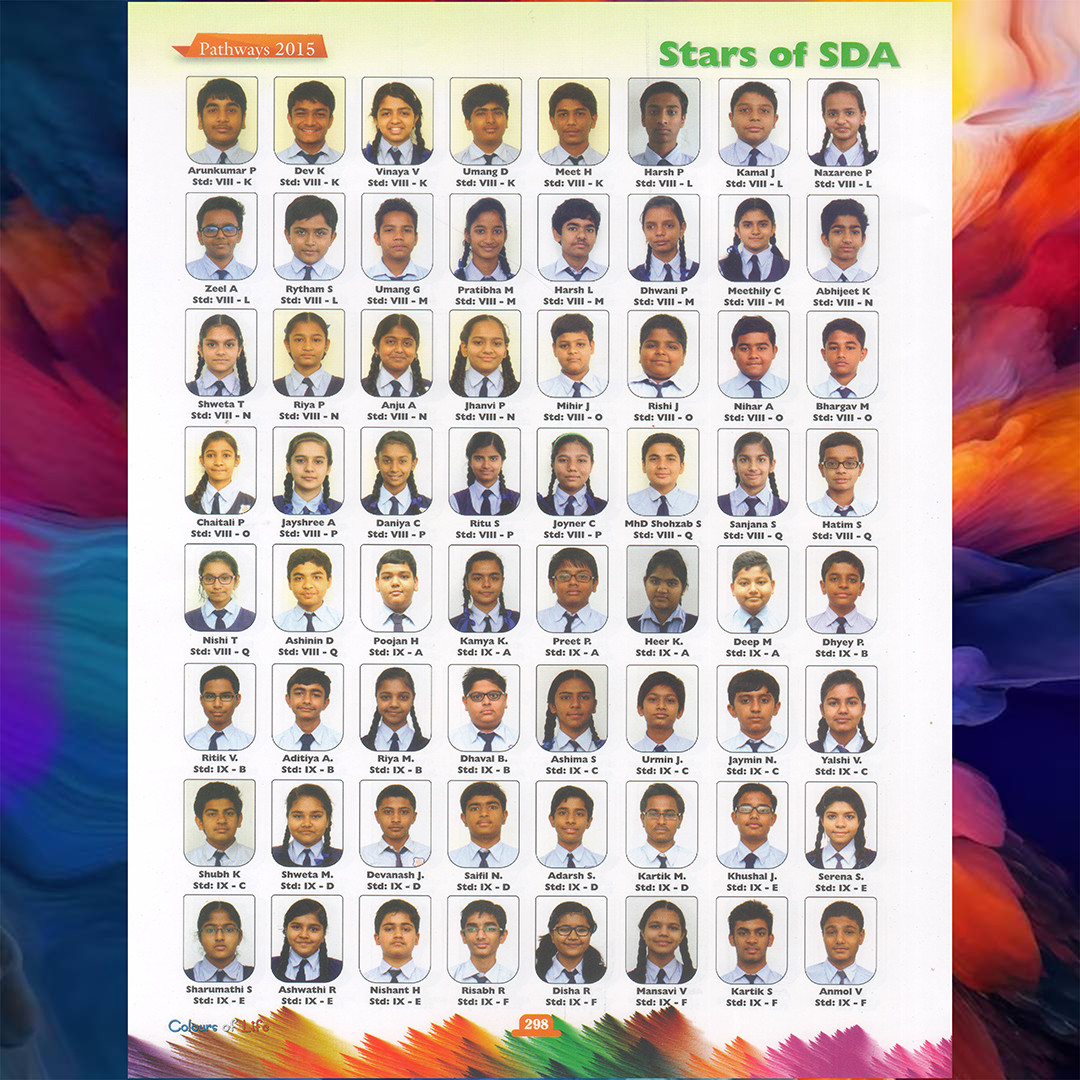 Pathways 2015
Stars of SDA
Arunkumar P Dev K Vinaya V Umang D Meet H Harsh P Kamal J Nazarene P
Std: VIII - K Std: VIII - K Std: VIII - K Std: VIII - K Std: VIII - K Std: VIII - L Std: VIII - L Std: VIII - L
Zeel A Rytham S Umang G Pratibha M Harsh L Dhwani P Meethily C Abhijeet K
Std: VIII - L Std: VIII - L Std: VIII - M Std: VIII - M Std: VIII - M Std: VIII - M Std: VIII - M Std: VIII - N
Shweta T Riya P Anju A Jhanvi P Mihir J Rishi J Nihar A Bhargav M
Std: VIII - N Std: VIII - N Std: VIII - N Std: VIII - N Std: VIII - O Std: VIII - O Std: VIII - O Std: VIII - O
Chaitali P Jayshree A Daniya C Ritu S Joyner C MhD Shohzab S Sanjana S Hatim S
Std: VIII - O Std: VIII - P Std: VIII - P Std: VIII - P Std: VIII - P Std: VIII - Q Std: VIII - Q Std: VIII - Q
Nishi T Ashinin D Poojan H Kamya K. Preet P. Heer K. Deep M Dhyey P.
Std: VIII - Q Std: VIII - Q Std: IX - A Std: IX - A Std: IX - A Std: IX - A Std: IX - A Std: IX - B
Ritik V. Aditiya A. Riya M. Dhaval B. Ashima S Urmin J. Jaymin N. Yalshi V.
Std: IX - B Std: IX - B Std: IX - B Std: IX - B Std: IX - C Std: IX - C Std: IX - C Std: IX - C
Shubh K Shweta M. Devanash J. Saifil N. Adarsh S. Kartik M. Khushal J. Serena S.
Std: IX - C Std: IX - D Std: IX - D Std: IX - D Std: IX - D Std: IX - D Std: IX - E Std: IX - E
Sharumathi S Ashwathi R Nishant H Risabh R Disha R Mansavi V Kartik S Anmol V
Std: IX - E Std: IX - E Std: IX - E Std: IX - F Std: IX - F Std: IX - F Std: IX - F Std: IX - F
Colours of Life
298